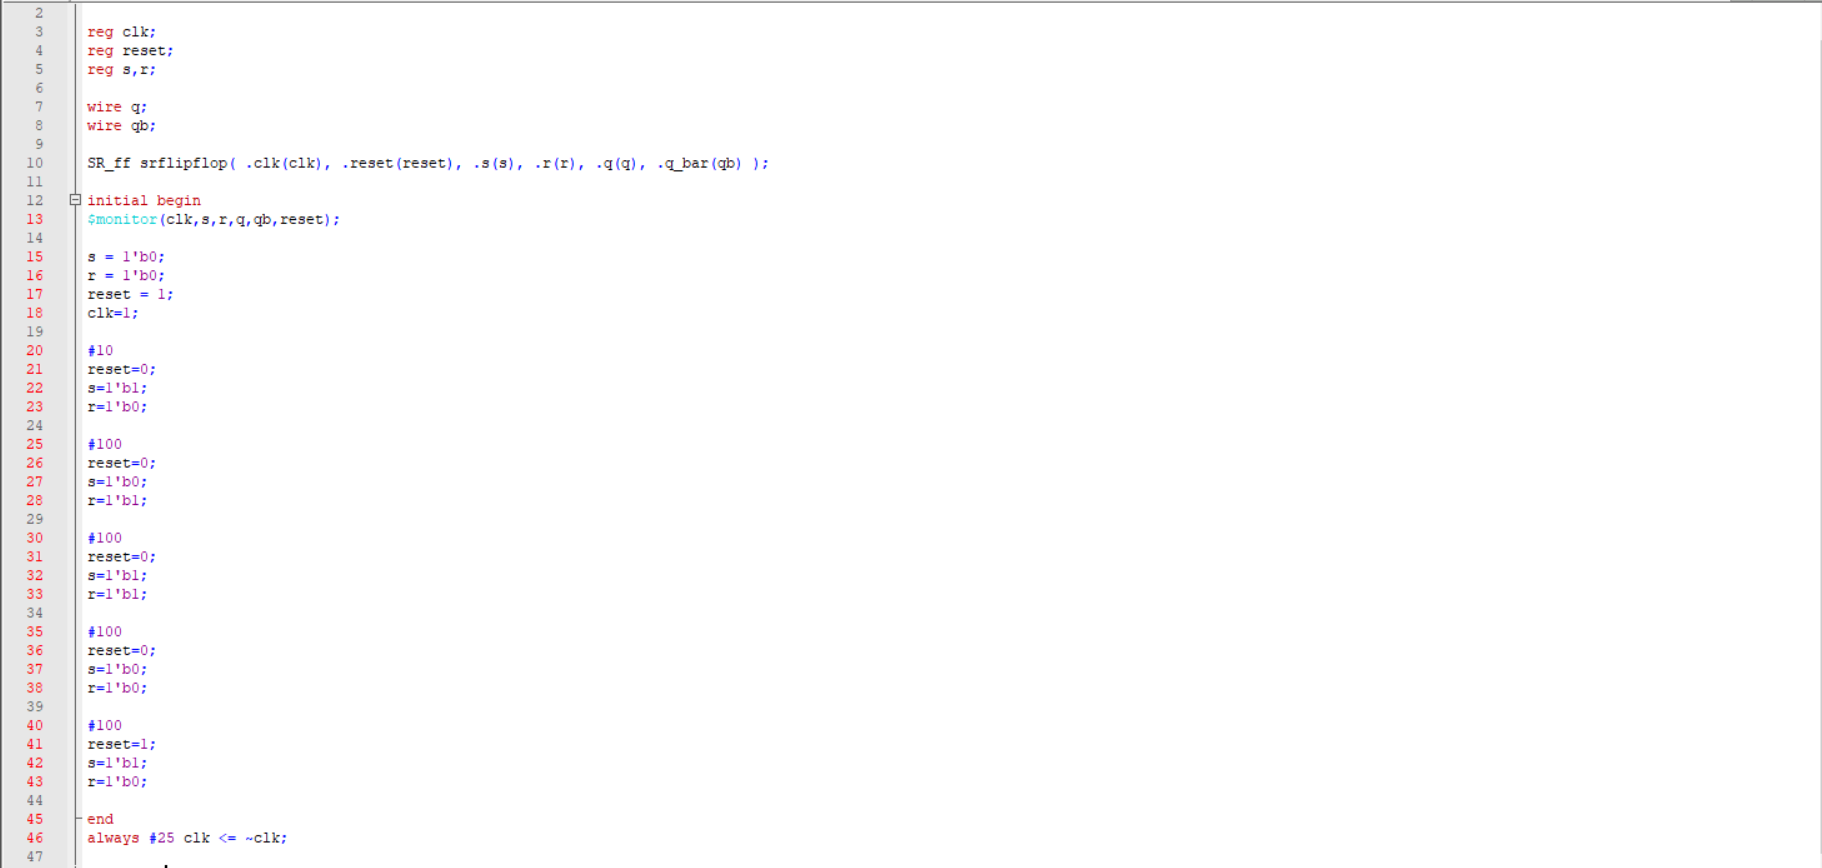 2
3 reg clk;
4 reg reset;
5 reg s,r;
6
7 wire q;
8 wire qb;
9
10 SR_ff srflipflop( .clk(clk), .reset(reset), .s(s), .r(r), .q(q), .q_bar(qb) );
11
12 initial begin
13 $monitor(clk,s,r,q,qb,reset);
14
15 s = 1'b0;
16 r = 1'b0;
17 reset = 1;
18 clk=1;
19
20 #10
21 reset=0;
22 s=1'b1;
23 r=1'b0;
24
25 #100
26 reset=0;
27 s=1'b0;
28 r=1'b1;
29
30 #100
31 reset=0;
32 s=1'b1;
33 r=1'b1;
34
35 #100
36 reset=0;
37 s=1'b0;
38 r=1'b0;
39
40 #100
41 reset=1;
42 s=1'b1;
43 r=1'b0;
44
45 end
46 always #25 clk <= ~clk;
47